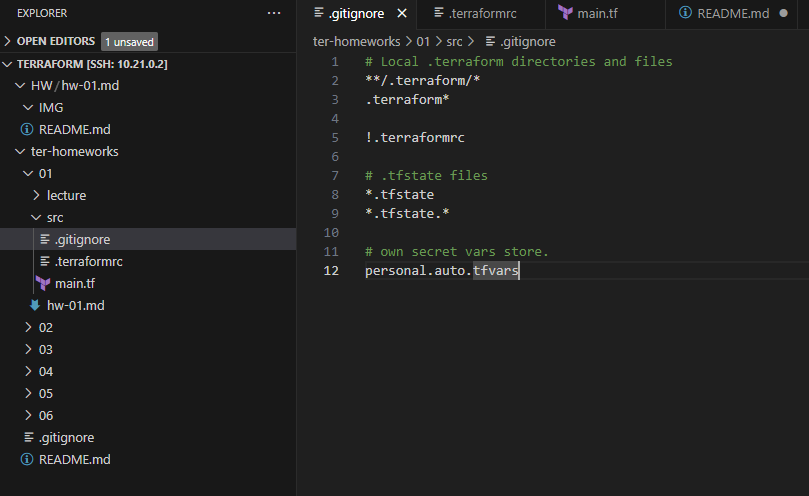 EXPLORER
...
OPEN EDITORS 1 unsaved
TERRAFORM [SSH: 10.21.0.2]
HW / hw-01.md
IMG
README.md
ter-homeworks
01
lecture
src
.gitignore
.terraformrc
main.tf
hw-01.md
02
03
04
05
06
.gitignore
README.md
.gitignore .terraformrc main.tf README.md
ter-homeworks > 01 > src > .gitignore
1 # Local .terraform directories and files
2 **/.terraform/*
3 .terraform*
4
5 !.terraformrc
6
7 # .tfstate files
8 *.tfstate
9 *.tfstate.*
10
11 # own secret vars store.
12 personal.auto.tfvars